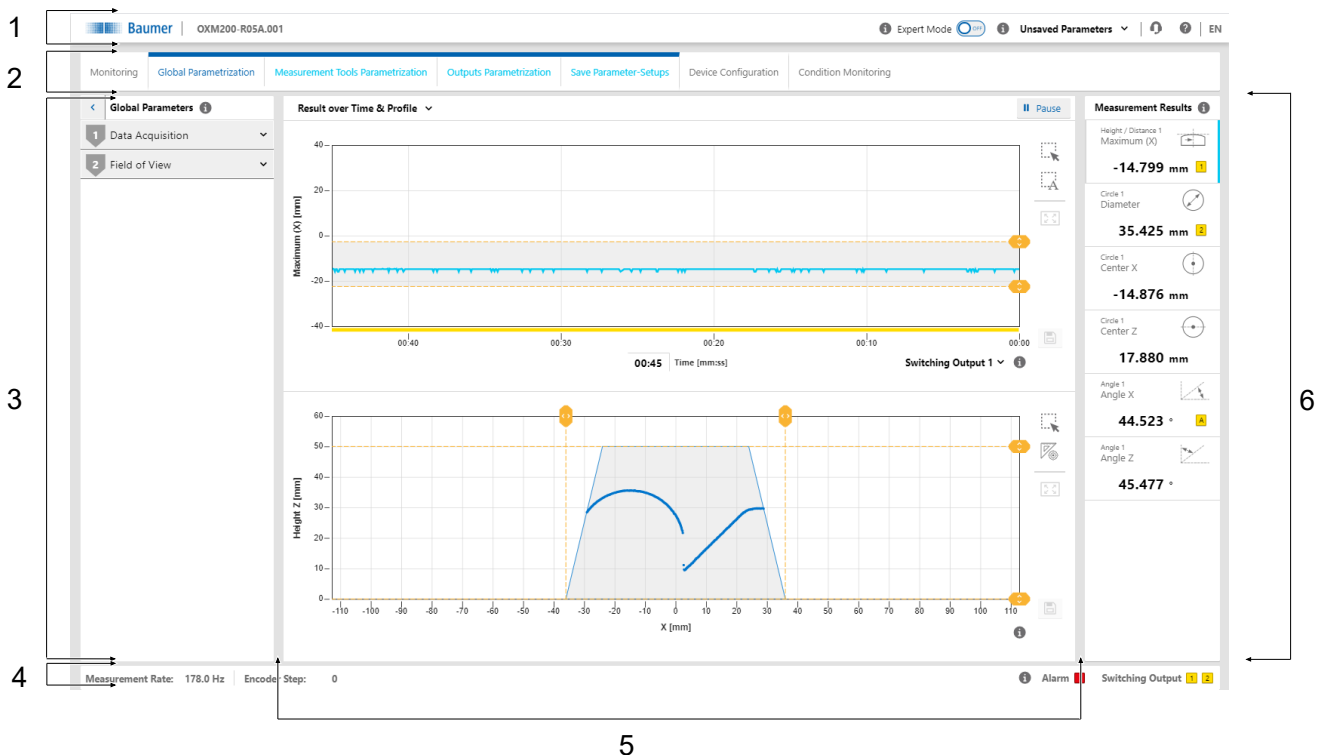 1
Baumer OXM200-R05A.001 Expert Mode OFF Unsaved Parameters EN
2
Monitoring Global Parametrization Measurement Tools Parametrization Outputs Parametrization Save Parameter-Setups Device Configuration Condition Monitoring
3
Global Parameters
1 Data Acquisition
2 Field of View
Result over Time & Profile Pause
Maximum (X) [mm]
40
20
0
-20
-40
00:40 00:30 00:20 00:10 00:00
00:45 Time [mm:ss] Switching Output 1
A
Height Z [mm]
60
50
40
30
20
10
0
-110 -100 -90 -80 -70 -60 -50 -40 -30 -20 -10 0 10 20 30 40 50 60 70 80 90 100 110
X [mm]
Measurement Results
Height / Distance 1
Maximum (X)
-14.799 mm 1
Circle 1
Diameter
35.425 mm 2
Circle 1
Center X
-14.876 mm
Circle 1
Center Z
17.880 mm
Angle 1
Angle X
44.523 ° A
Angle 1
Angle Z
45.477 °
6
4
Measurement Rate: 178.0 Hz Encoder Step: 0 Alarm Switching Output 1 2
5